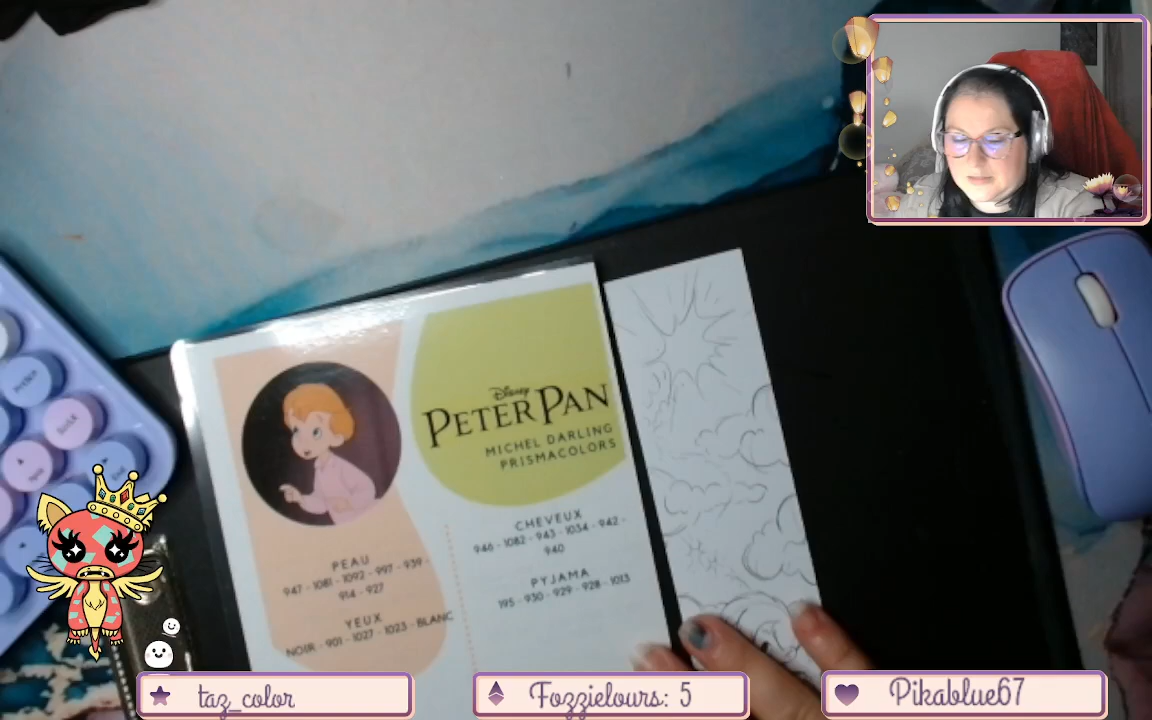 Disney
PETER PAN
MICHEL DARLING
PRISMACOLORS
PEAU
947 - 1081 - 1092 - 997 - 939 -
914 - 927
YEUX
NOIR - 901 - 1027 - 1023 - BLANC
CHEVEUX
946 - 1082 - 943 - 1034 - 942 -
940
PYJAMA
195 - 930 - 929 - 928 - 1013
taz_color
Fozzielours: 5
Pikablue67